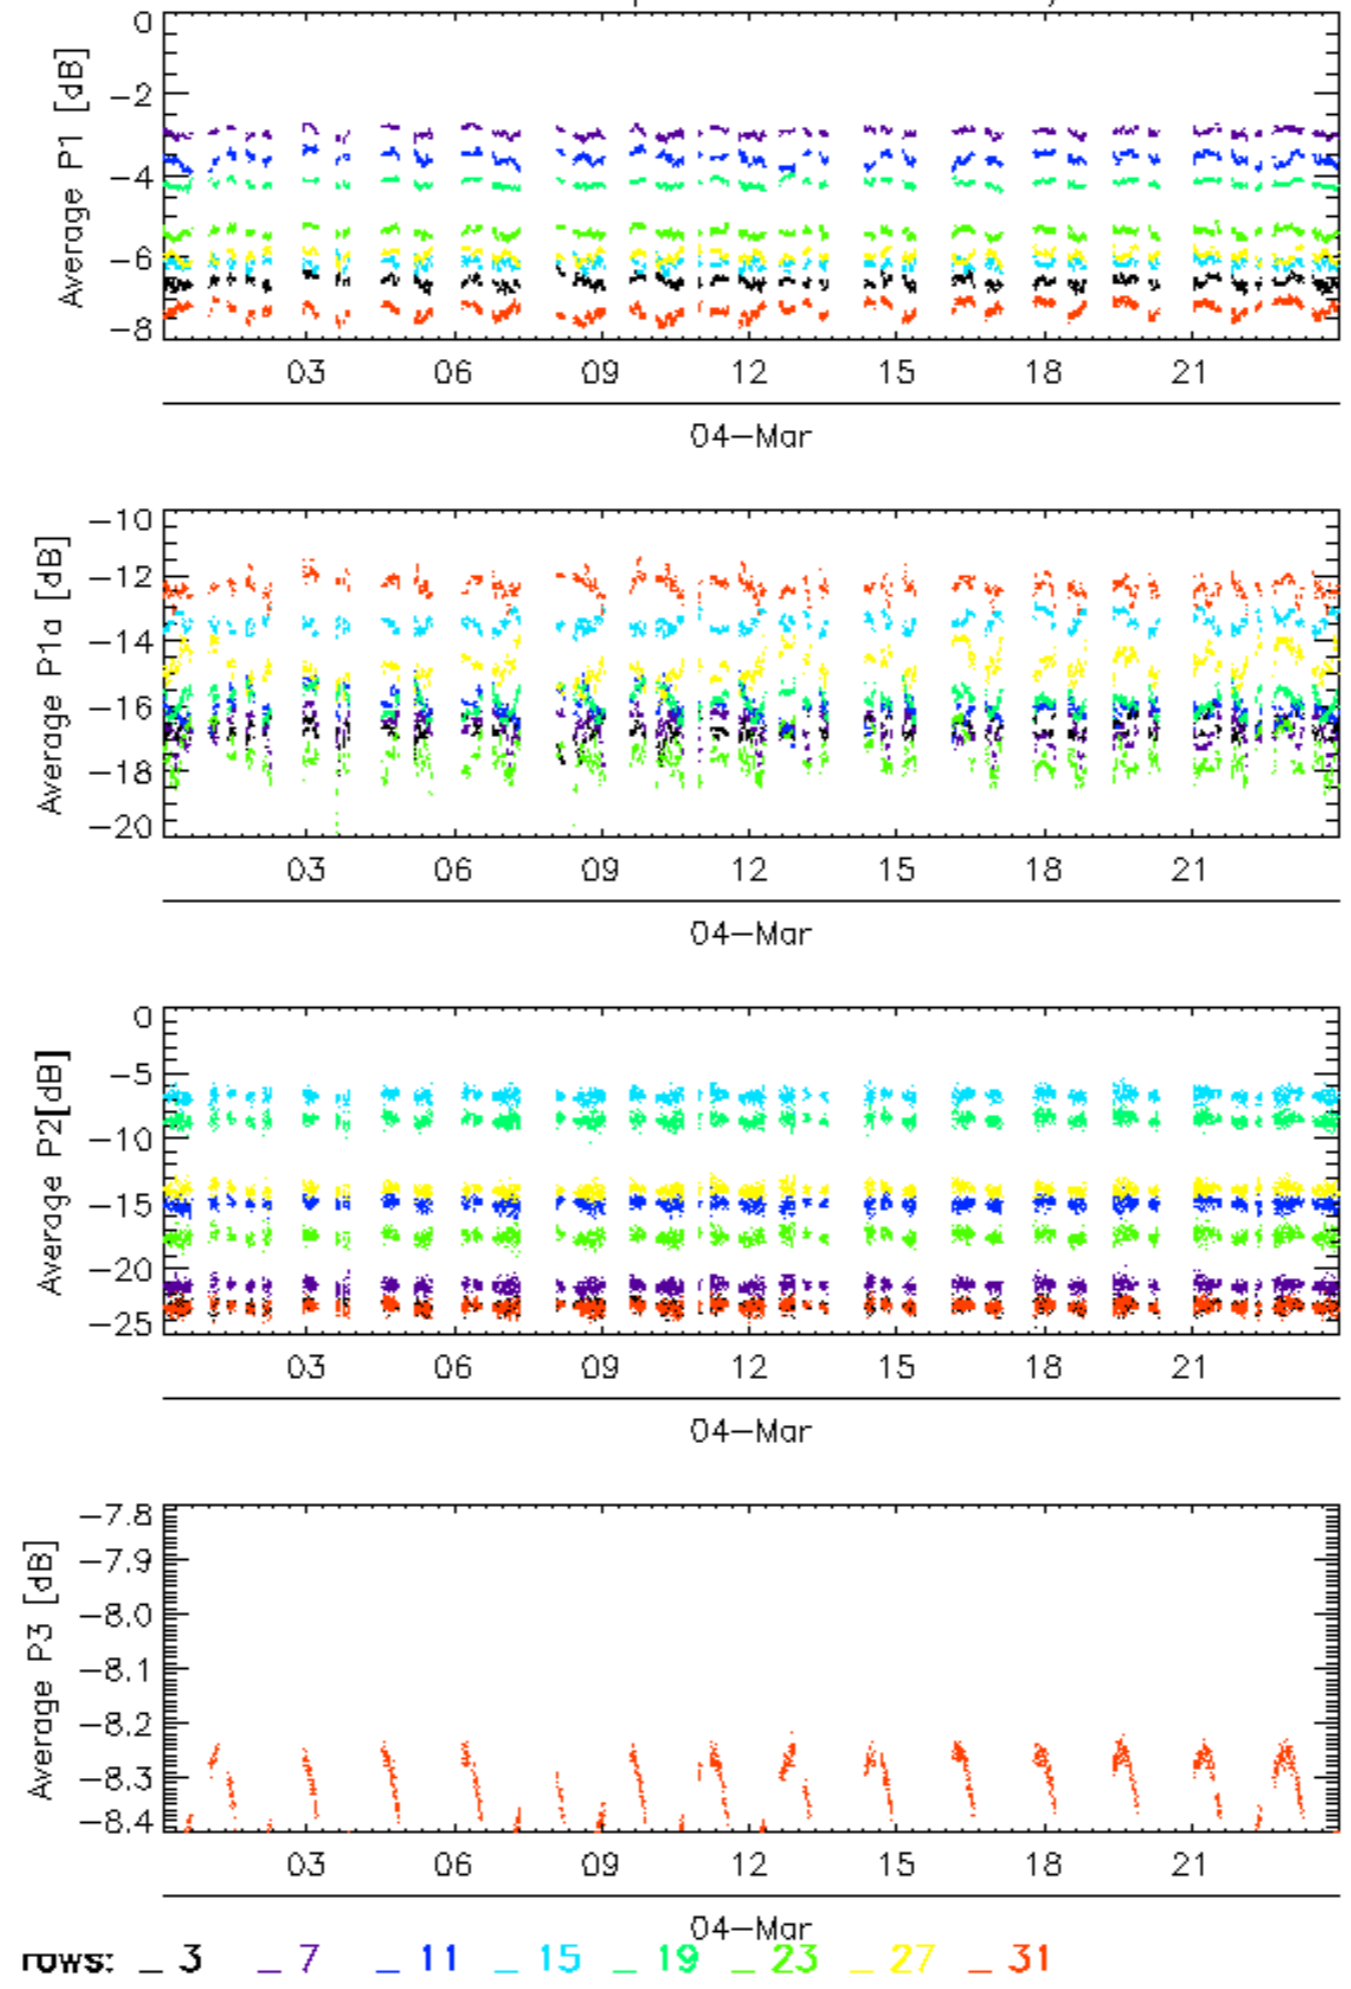 Average P1 [dB]
0
−2
−4
−6
−8
03 06 09 12 15 18 21
04−Mar
Average P1a [dB]
−10
−12
−14
−16
−18
−20
03 06 09 12 15 18 21
04−Mar
Average P2[dB]
0
−5
−10
−15
−20
−25
03 06 09 12 15 18 21
04−Mar
Average P3 [dB]
−7.8
−7.9
−8.0
−8.1
−8.2
−8.3
−8.4
03 06 09 12 15 18 21
04−Mar
rows: _ 3 _ 7 _ 11 _ 15 _ 19 _ 23 _ 27 _ 31